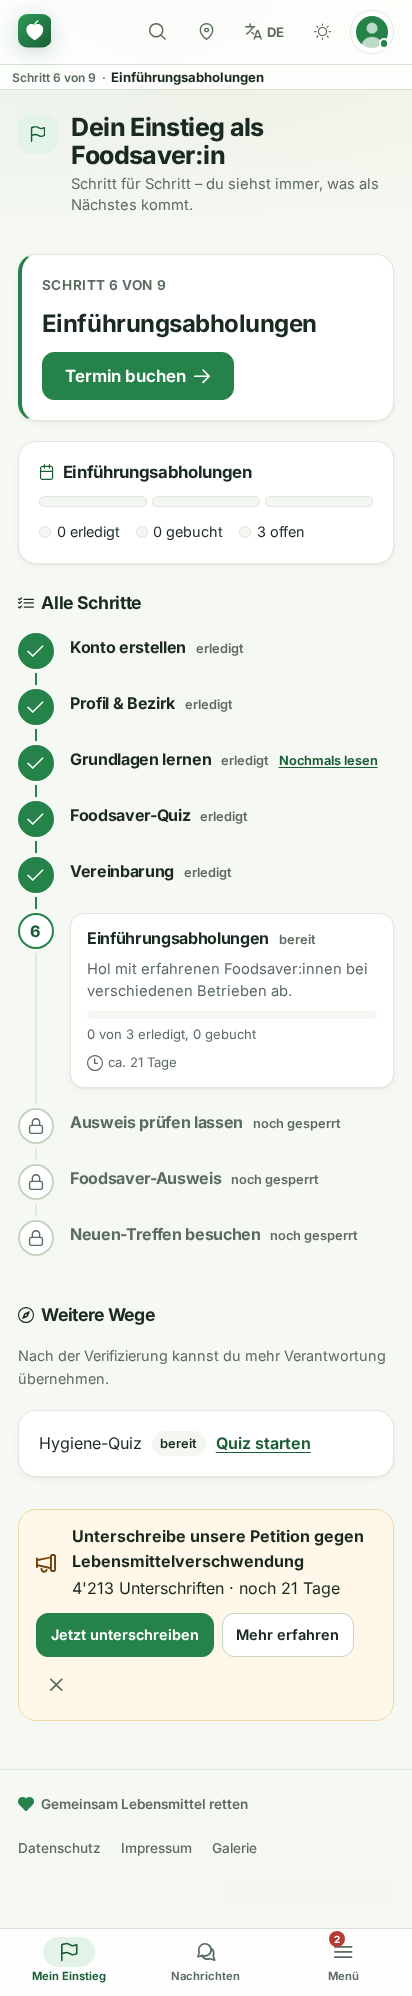 DE
Schritt 6 von 9 · Einführungsabholungen
Dein Einstieg als
Foodsaver:in
Schritt für Schritt – du siehst immer, was als
Nächstes kommt.
SCHRITT 6 VON 9
Einführungsabholungen
Termin buchen →
Einführungsabholungen
0 erledigt 0 gebucht 3 offen
Alle Schritte
Konto erstellen erledigt
Profil & Bezirk erledigt
Grundlagen lernen erledigt Nochmals lesen
Foodsaver-Quiz erledigt
Vereinbarung erledigt
6 Einführungsabholungen bereit
Hol mit erfahrenen Foodsaver:innen bei
verschiedenen Betrieben ab.
0 von 3 erledigt, 0 gebucht
ca. 21 Tage
Ausweis prüfen lassen noch gesperrt
Foodsaver-Ausweis noch gesperrt
Neuen-Treffen besuchen noch gesperrt
Weitere Wege
Nach der Verifizierung kannst du mehr Verantwortung
übernehmen.
Hygiene-Quiz bereit Quiz starten
Unterschreibe unsere Petition gegen
Lebensmittelverschwendung
4'213 Unterschriften · noch 21 Tage
Jetzt unterschreiben Mehr erfahren
Gemeinsam Lebensmittel retten
Datenschutz Impressum Galerie
2
Mein Einstieg Nachrichten Menü